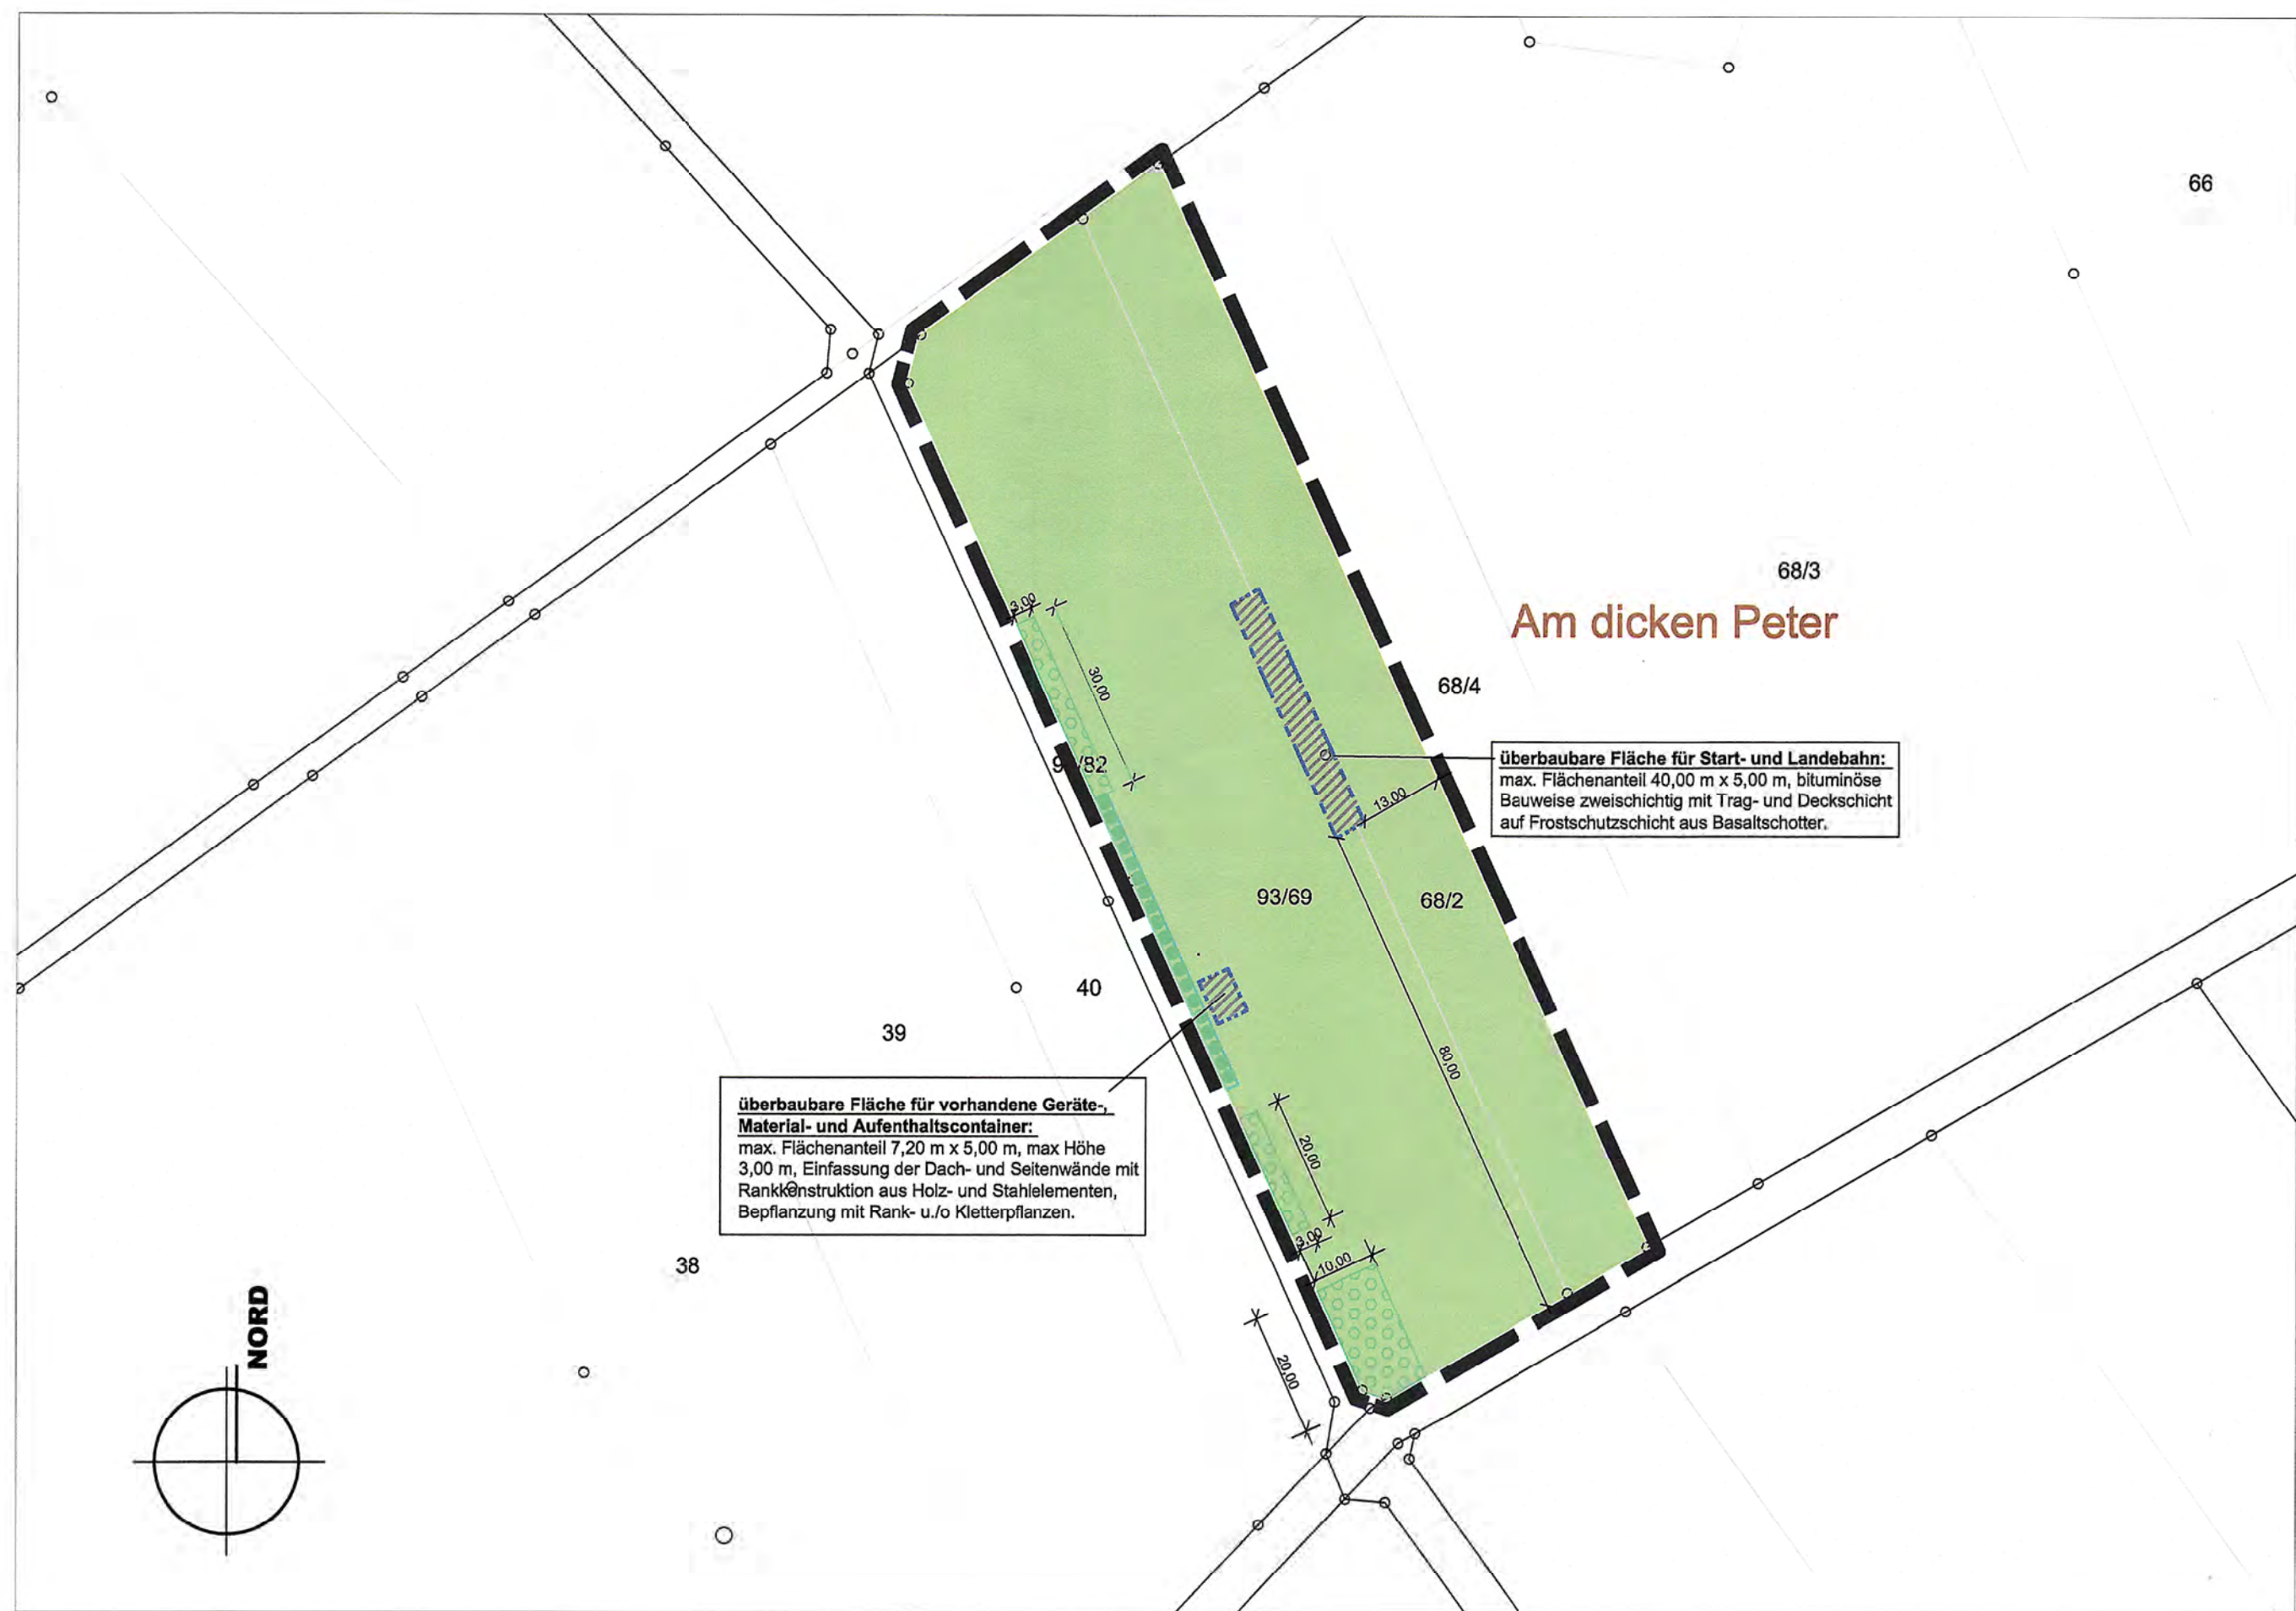 66
68/3
Am dicken Peter
3,00
30,00
68/4
/82
überbaubare Fläche für Start- und Landebahn:
max. Flächenanteil 40,00 m x 5,00 m, bituminöse
Bauweise zweischichtig mit Trag- und Deckschicht
auf Frostschutzschicht aus Basaltschotter.
13,00
93/69
68/2
40
39
80,00
überbaubare Fläche für vorhandene Geräte-,
Material- und Aufenthaltscontainer:
max. Flächenanteil 7,20 m x 5,00 m, max Höhe
3,00 m, Einfassung der Dach- und Seitenwände mit
Rankkonstruktion aus Holz- und Stahlelementen,
Bepflanzung mit Rank- u./o Kletterpflanzen.
20,00
3,00
10,00
38
NORD
20,00